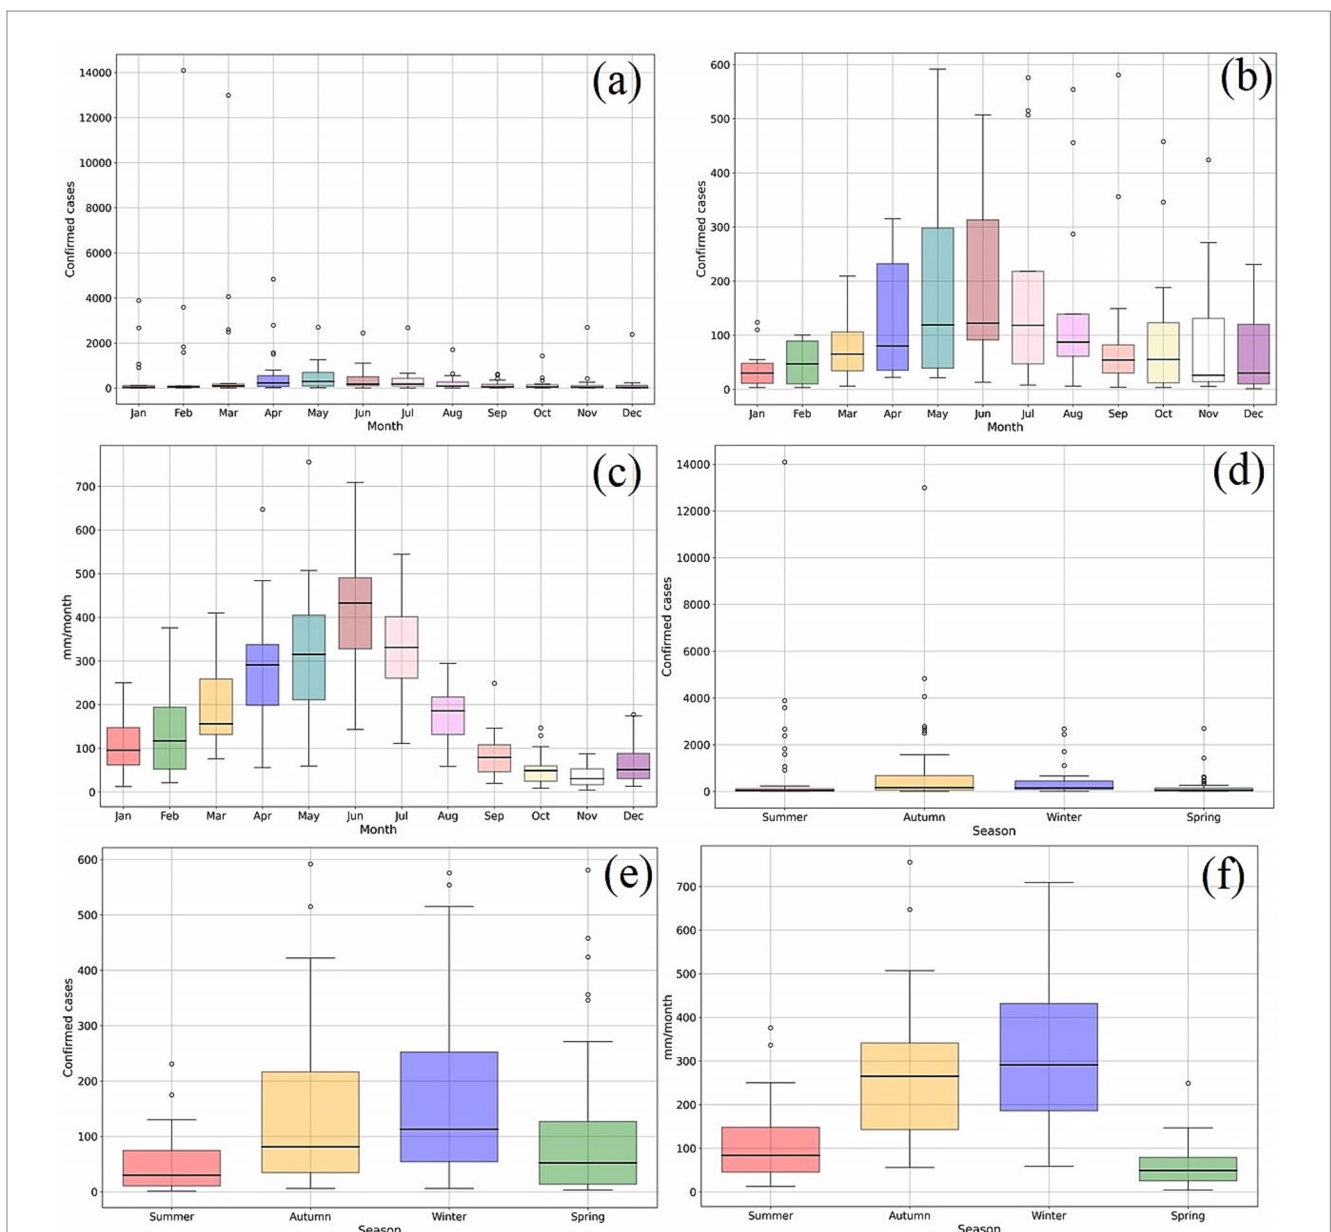 (a)
14000
12000
10000
8000
6000
4000
2000
0
Confirmed cases
Jan Feb Mar Apr May Jun Jul Aug Sep Oct Nov Dec
Month
(b)
600
500
400
300
200
100
0
Confirmed cases
Jan Feb Mar Apr May Jun Jul Aug Sep Oct Nov Dec
Month
(c)
700
600
500
400
300
200
100
0
mm/month
Jan Feb Mar Apr May Jun Jul Aug Sep Oct Nov Dec
Month
(d)
14000
12000
10000
8000
6000
4000
2000
0
Confirmed cases
Summer Autumn Winter Spring
Season
(e)
600
500
400
300
200
100
0
Confirmed cases
Summer Autumn Winter Spring
Season
(f)
700
600
500
400
300
200
100
0
mm/month
Summer Autumn Winter Spring
Season